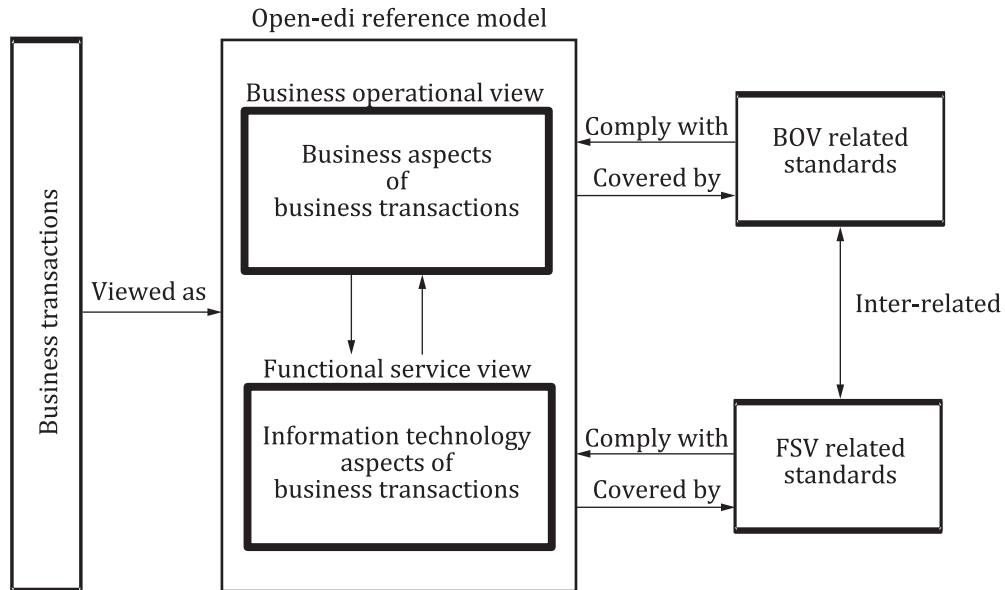 Open-edi reference model
Business transactions
Viewed as
Business operational view
Business aspects
of
business transactions
Functional service view
Information technology
aspects of
business transactions
Comply with
Covered by
BOV related
standards
Inter-related
Comply with
Covered by
FSV related
standards